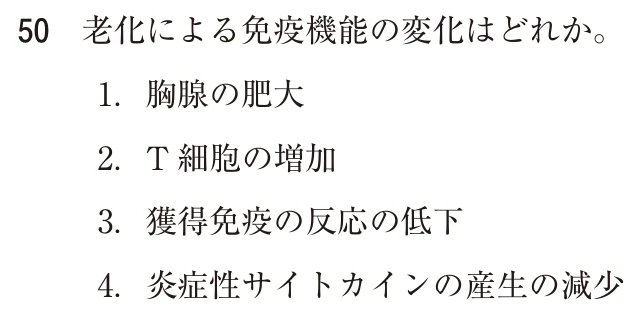 50 老化による免疫機能の変化はどれか。
1. 胸腺の肥大
2. T 細胞の増加
3. 獲得免疫の反応の低下
4. 炎症性サイトカインの産生の減少